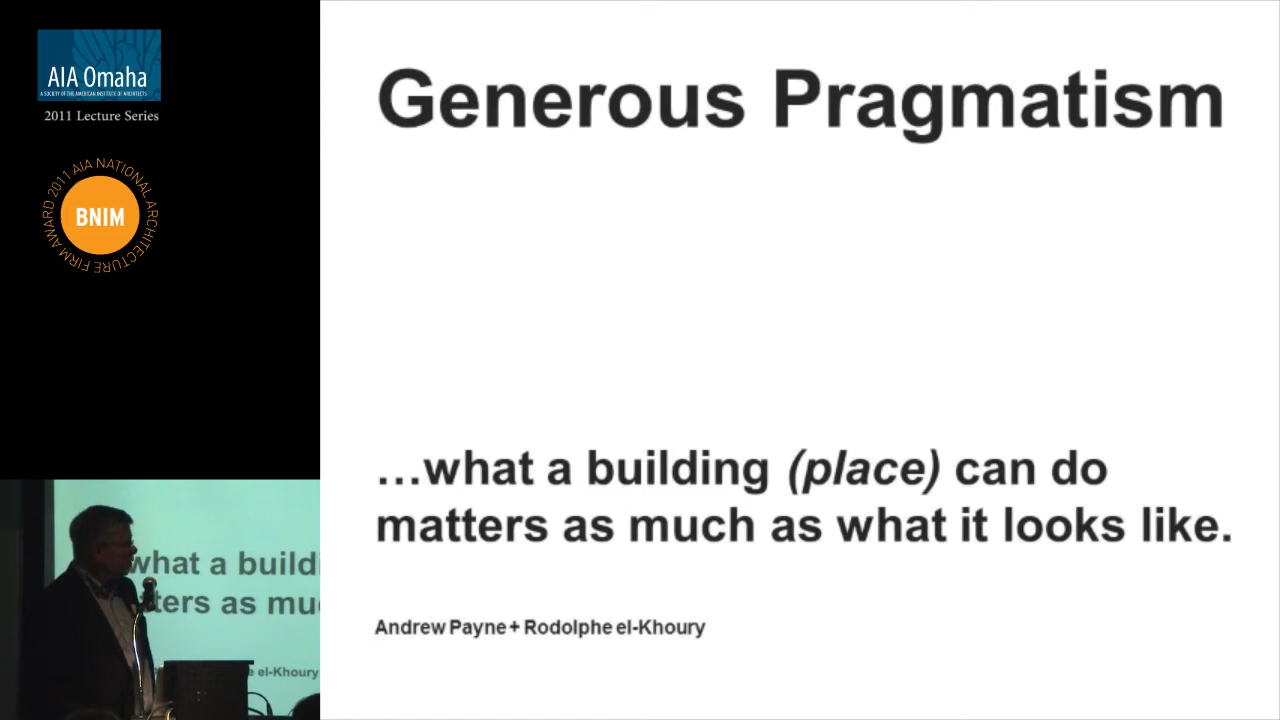 AIA Omaha
A SOCIETY OF THE AMERICAN INSTITUTE OF ARCHITECTS
2011 Lecture Series
2011 AIA NATIONAL ARCHITECTURE FIRM AWARD
BNIM
Generous Pragmatism
…what a building (place) can do
matters as much as what it looks like.
Andrew Payne + Rodolphe el-Khoury
what a buildi
tters as mu
e el-Khoury